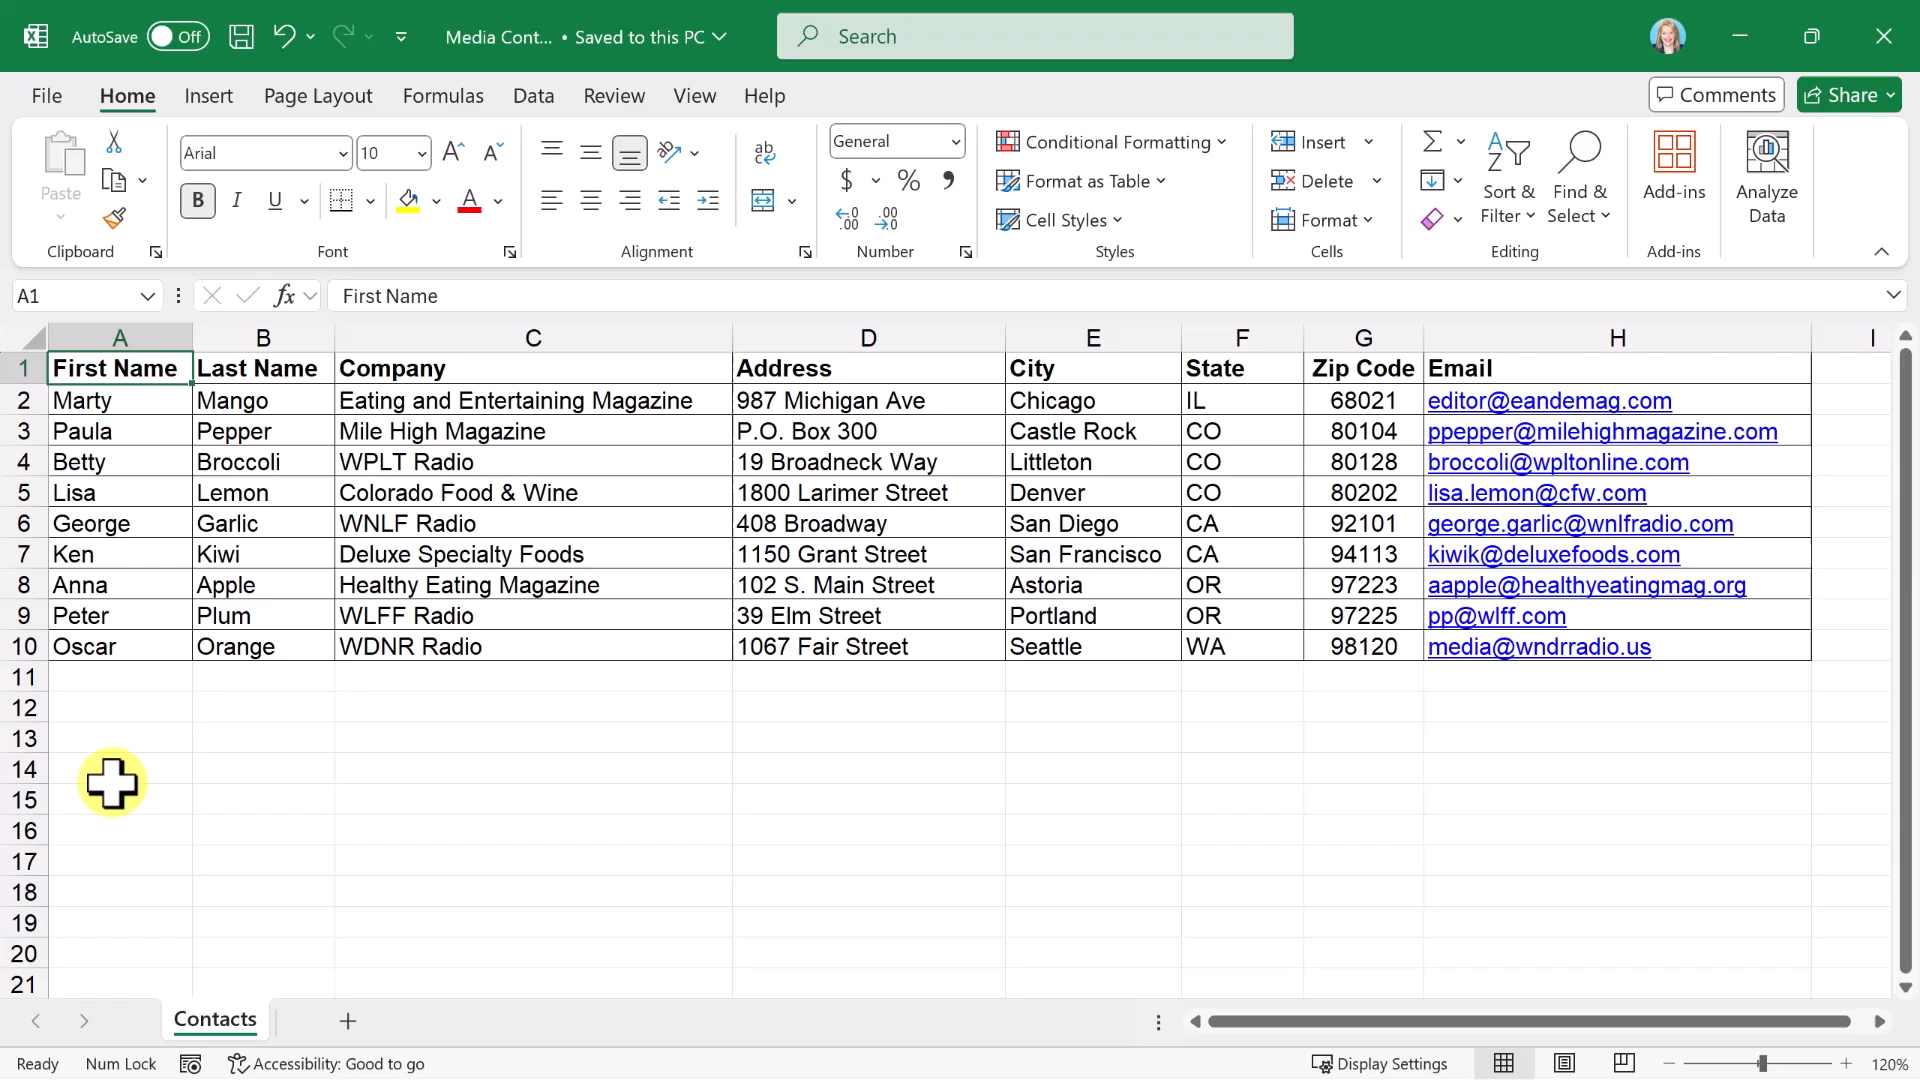 AutoSave Off Media Cont... • Saved to this PC Search
File Home Insert Page Layout Formulas Data Review View Help Comments Share
Paste Arial 10 B I U A General $ % Conditional Formatting Format as Table Cell Styles Insert Delete Format Sort & Filter Find & Select Add-ins Analyze Data
Clipboard Font Alignment Number Styles Cells Editing Add-ins
A1 fx First Name
A B C D E F G H I
1 First Name Last Name Company Address City State Zip Code Email
2 Marty Mango Eating and Entertaining Magazine 987 Michigan Ave Chicago IL 68021 editor@eandemag.com
3 Paula Pepper Mile High Magazine P.O. Box 300 Castle Rock CO 80104 ppepper@milehighmagazine.com
4 Betty Broccoli WPLT Radio 19 Broadneck Way Littleton CO 80128 broccoli@wpltonline.com
5 Lisa Lemon Colorado Food & Wine 1800 Larimer Street Denver CO 80202 lisa.lemon@cfw.com
6 George Garlic WNLF Radio 408 Broadway San Diego CA 92101 george.garlic@wnlfradio.com
7 Ken Kiwi Deluxe Specialty Foods 1150 Grant Street San Francisco CA 94113 kiwik@deluxefoods.com
8 Anna Apple Healthy Eating Magazine 102 S. Main Street Astoria OR 97223 aapple@healthyeatingmag.org
9 Peter Plum WLFF Radio 39 Elm Street Portland OR 97225 pp@wlff.com
10 Oscar Orange WDNR Radio 1067 Fair Street Seattle WA 98120 media@wndrradio.us
11
12
13
14
15
16
17
18
19
20
21
Contacts
Ready Num Lock Accessibility: Good to go Display Settings 120%